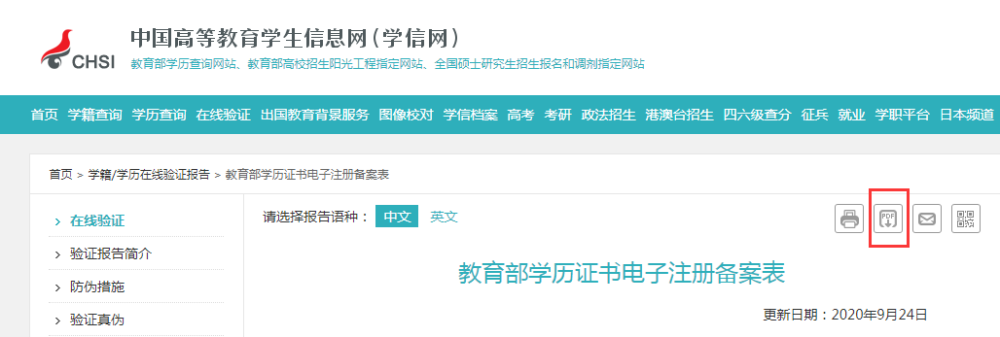 CHSI
中国高等教育学生信息网（学信网）
教育部学历查询网站、教育部高校招生阳光工程指定网站、全国硕士研究生招生报名和调剂指定网站
首页 学籍查询 学历查询 在线验证 出国教育背景服务 图像校对 学信档案 高考 考研 政法招生 港澳台招生 四六级查分 征兵 就业 学职平台 日本频道
首页 > 学籍/学历在线验证报告 > 教育部学历证书电子注册备案表
> 在线验证
> 验证报告简介
> 防伪措施
> 验证真伪
请选择报告语种： 中文 英文
PDF
教育部学历证书电子注册备案表
更新日期：2020年9月24日